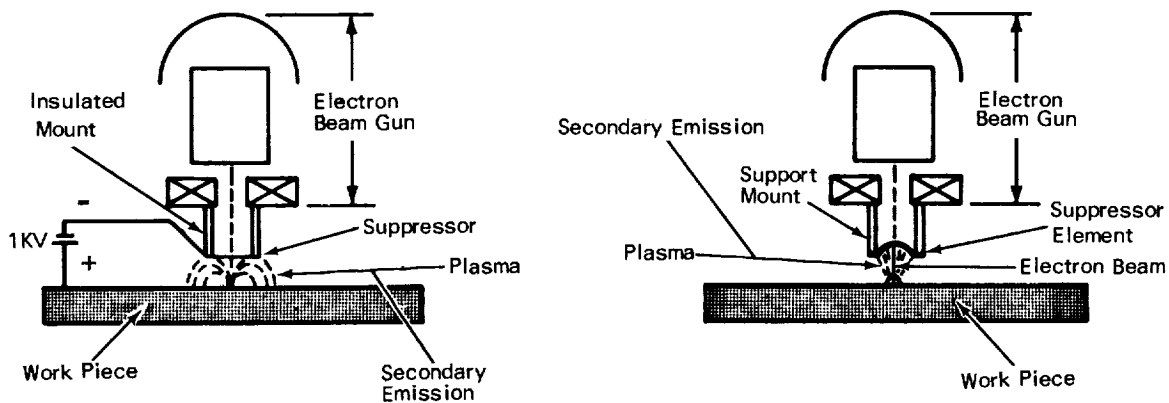 Insulated
Mount
Electron
Beam Gun
-
1KV
+
Suppressor
Plasma
Work Piece
Secondary
Emission
Secondary Emission
Electron
Beam Gun
Support
Mount
Suppressor
Element
Plasma
Electron Beam
Work Piece